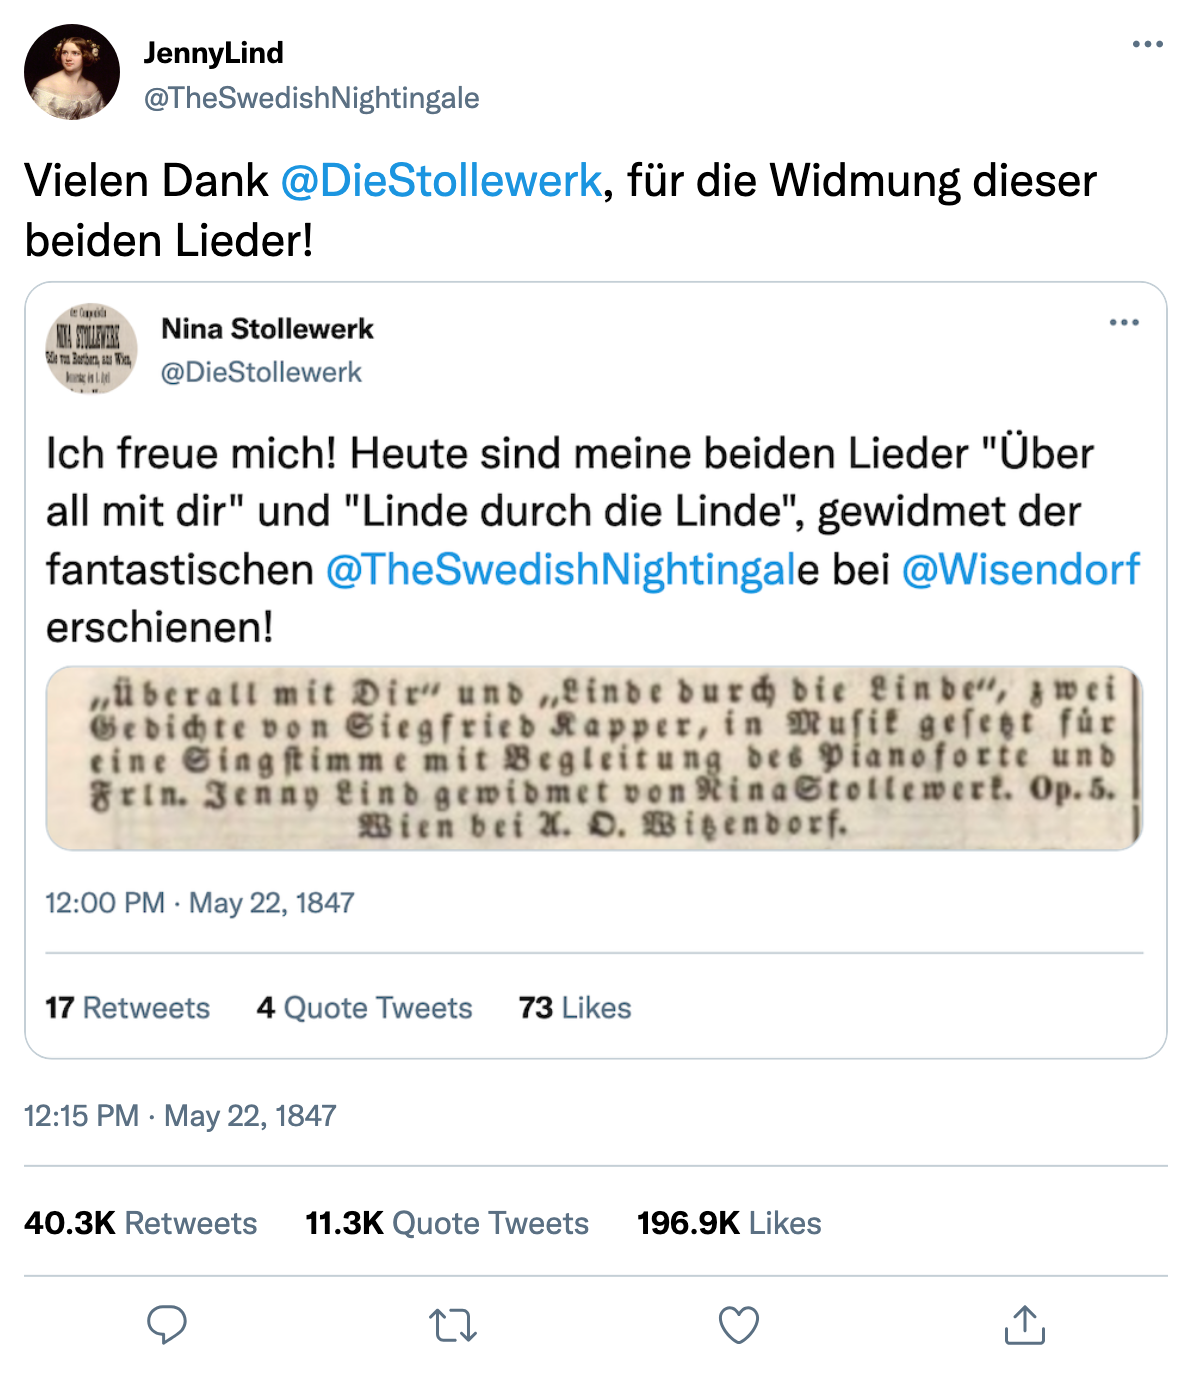 JennyLind
@TheSwedishNightingale
Vielen Dank @DieStollewerk, für die Widmung dieser
beiden Lieder!
NINA STOLLEWERK
Nina Stollewerk
@DieStollewerk
Ich freue mich! Heute sind meine beiden Lieder "Über
all mit dir" und "Linde durch die Linde", gewidmet der
fantastischen @TheSwedishNightingale bei @Wisendorf
erschienen!
„Überall mit Dir“ und „Linde durch die Linde“, zwei
Gedichte von Siegfried Kapper, in Musik gesetzt für
eine Singstimme mit Begleitung des Pianoforte und
Frln. Jenny Lind gewidmet von Nina Stollewerk. Op. 5.
Wien bei A. O. Witzendorf.
12:00 PM · May 22, 1847
17 Retweets 4 Quote Tweets 73 Likes
12:15 PM · May 22, 1847
40.3K Retweets 11.3K Quote Tweets 196.9K Likes